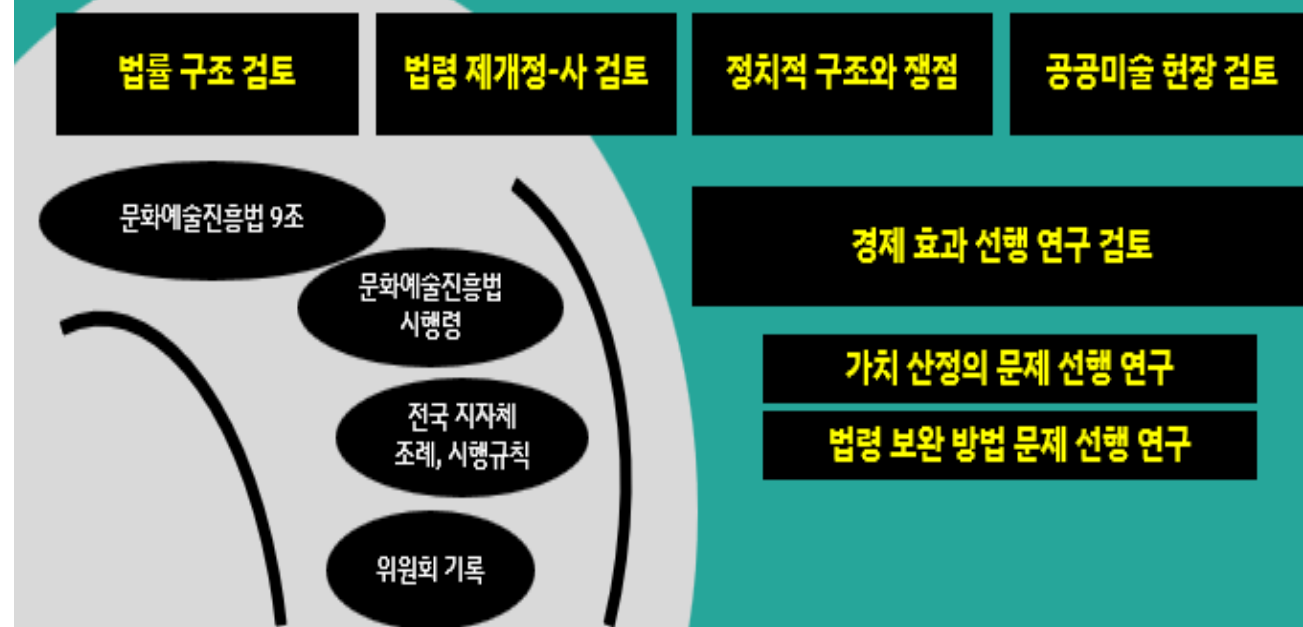 법률 구조 검토
법령 제개정-사 검토
정치적 구조와 쟁점
공공미술 현장 검토
문화예술진흥법 9조
문화예술진흥법
시행령
전국 지자체
조례, 시행규칙
위원회 기록
경제 효과 선행 연구 검토
가치 산정의 문제 선행 연구
법령 보완 방법 문제 선행 연구